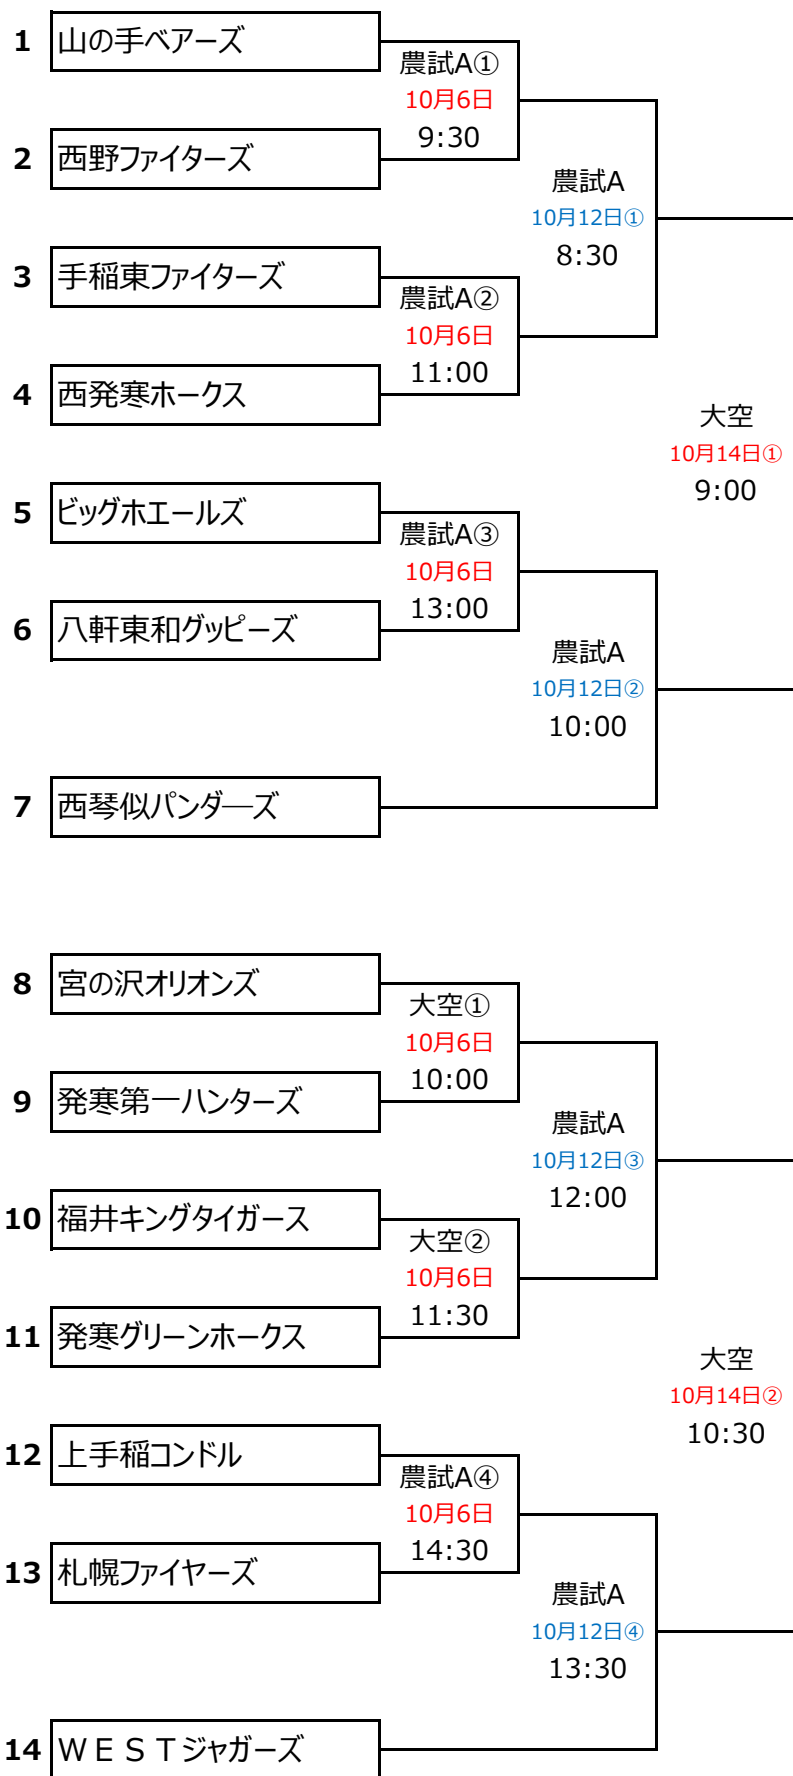 1 山の手ベアーズ
農試A①
10月6日
9:30
2 西野ファイターズ
農試A
10月12日①
8:30
3 手稲東ファイターズ
農試A②
10月6日
11:00
4 西発寒ホークス
大空
10月14日①
9:00
5 ビッグホエールズ
農試A③
10月6日
13:00
6 八軒東和グッピーズ
農試A
10月12日②
10:00
7 西琴似パンダ―ズ
8 宮の沢オリオンズ
大空①
10月6日
10:00
9 発寒第一ハンターズ
農試A
10月12日③
12:00
10 福井キングタイガース
大空②
10月6日
11:30
11 発寒グリーンホークス
大空
10月14日②
10:30
12 上手稲コンドル
農試A④
10月6日
14:30
13 札幌ファイヤーズ
農試A
10月12日④
13:30
14 ＷＥＳＴジャガーズ